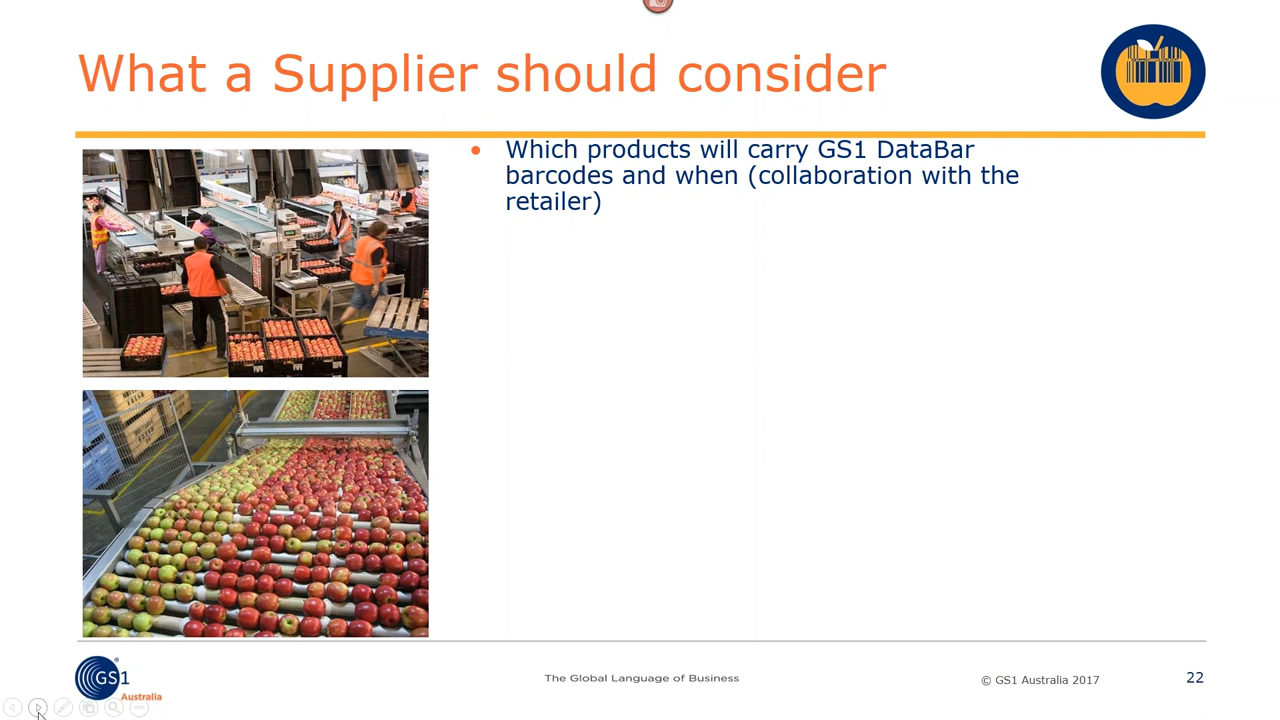 What a Supplier should consider
• Which products will carry GS1 DataBar
barcodes and when (collaboration with the
retailer)
GS1
®
Australia
The Global Language of Business
© GS1 Australia 2017
22